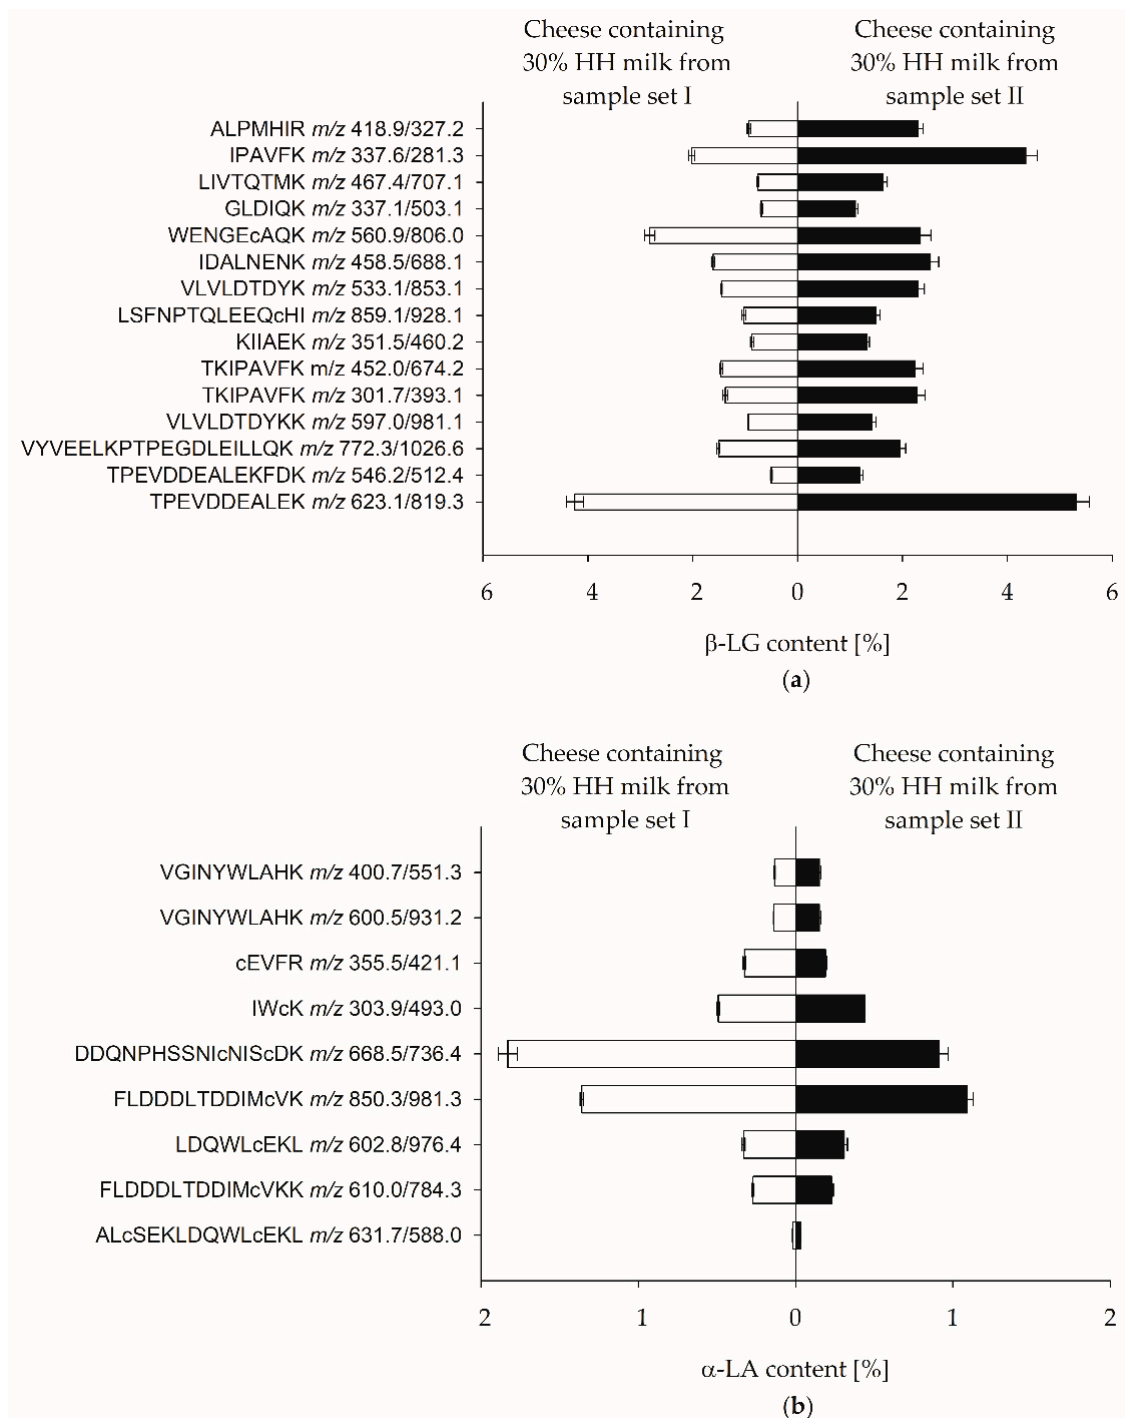 Cheese containing
30% HH milk from
sample set I
Cheese containing
30% HH milk from
sample set II
ALPMHIR m/z 418.9/327.2
IPAVFK m/z 337.6/281.3
LIVTQTMK m/z 467.4/707.1
GLDIQK m/z 337.1/503.1
WENGEcAQK m/z 560.9/806.0
IDALNENK m/z 458.5/688.1
VLVLDTDYK m/z 533.1/853.1
LSFNPTQLEEQcHI m/z 859.1/928.1
KIIAEK m/z 351.5/460.2
TKIPAVFK m/z 452.0/674.2
TKIPAVFK m/z 301.7/393.1
VLVLDTDYKK m/z 597.0/981.1
VYVEELKPTPEGDLEILLQK m/z 772.3/1026.6
TPEVDDEALEKFDK m/z 546.2/512.4
TPEVDDEALEK m/z 623.1/819.3
6 4 2 0 2 4 6
β-LG content [%]
(a)
Cheese containing
30% HH milk from
sample set I
Cheese containing
30% HH milk from
sample set II
VGINYWLAHK m/z 400.7/551.3
VGINYWLAHK m/z 600.5/931.2
cEVFR m/z 355.5/421.1
IWcK m/z 303.9/493.0
DDQNPHSSNIcNIScDK m/z 668.5/736.4
FLDDDLTDDIMcVK m/z 850.3/981.3
LDQWLcEKL m/z 602.8/976.4
FLDDDLTDDIMcVKK m/z 610.0/784.3
ALcSEKLDQWLcEKL m/z 631.7/588.0
2 1 0 1 2
α-LA content [%]
(b)